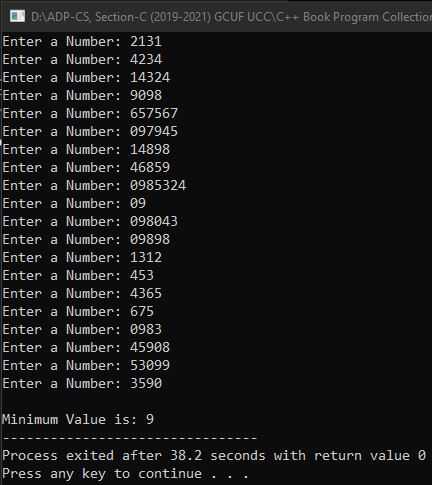 D:\ADP-CS, Section-C (2019-2021) GCUF UCC\C++ Book Program Collection
Enter a Number: 2131
Enter a Number: 4234
Enter a Number: 14324
Enter a Number: 9098
Enter a Number: 657567
Enter a Number: 097945
Enter a Number: 14898
Enter a Number: 46859
Enter a Number: 0985324
Enter a Number: 09
Enter a Number: 098043
Enter a Number: 09898
Enter a Number: 1312
Enter a Number: 453
Enter a Number: 4365
Enter a Number: 675
Enter a Number: 0983
Enter a Number: 45908
Enter a Number: 53099
Enter a Number: 3590
Minimum Value is: 9
--------------------------------
Process exited after 38.2 seconds with return value 0
Press any key to continue . . .